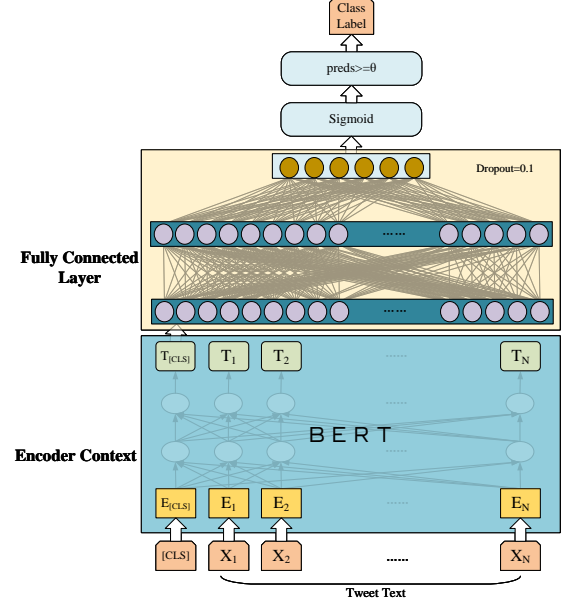 Class
Label
preds>=θ
Sigmoid
Dropout=0.1
......
Fully Connected
Layer
......
T[CLS] T1 T2 ...... TN
BERT
Encoder Context
......
E[CLS] E1 E2 ...... EN
[CLS] X1 X2 ...... XN
Tweet Text